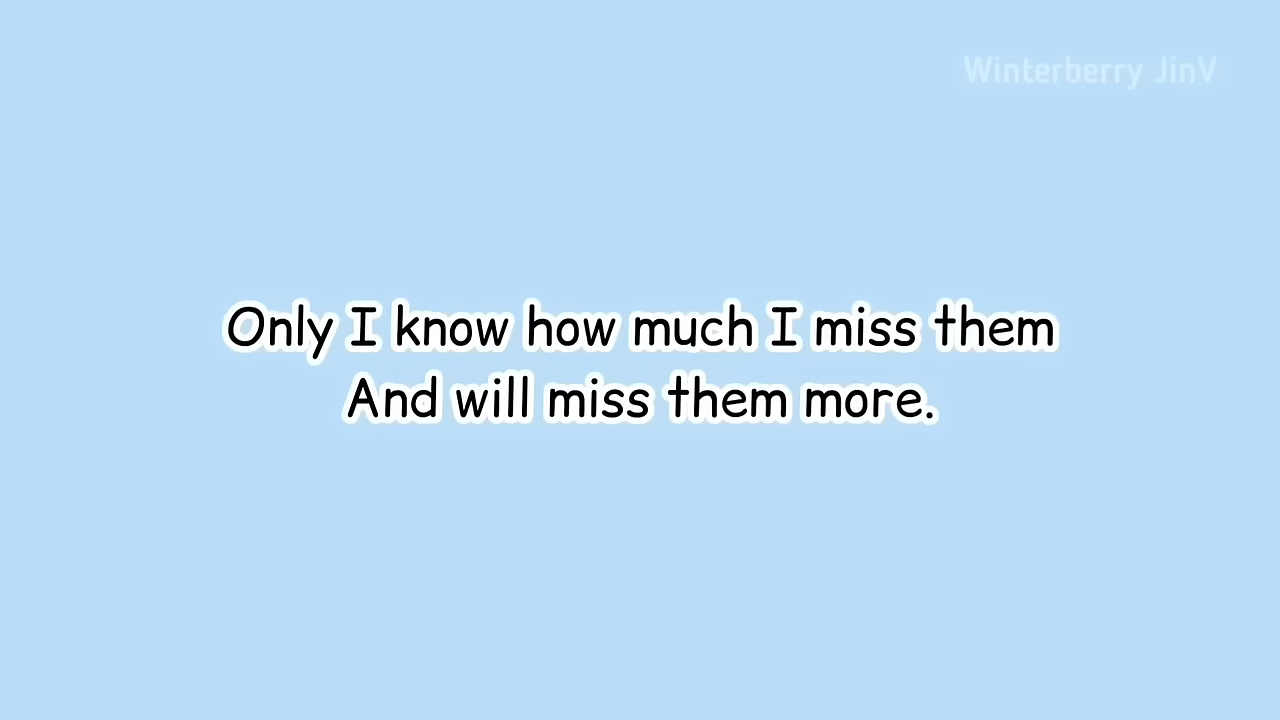 Winterberry JinV
Only I know how much I miss them
And will miss them more.